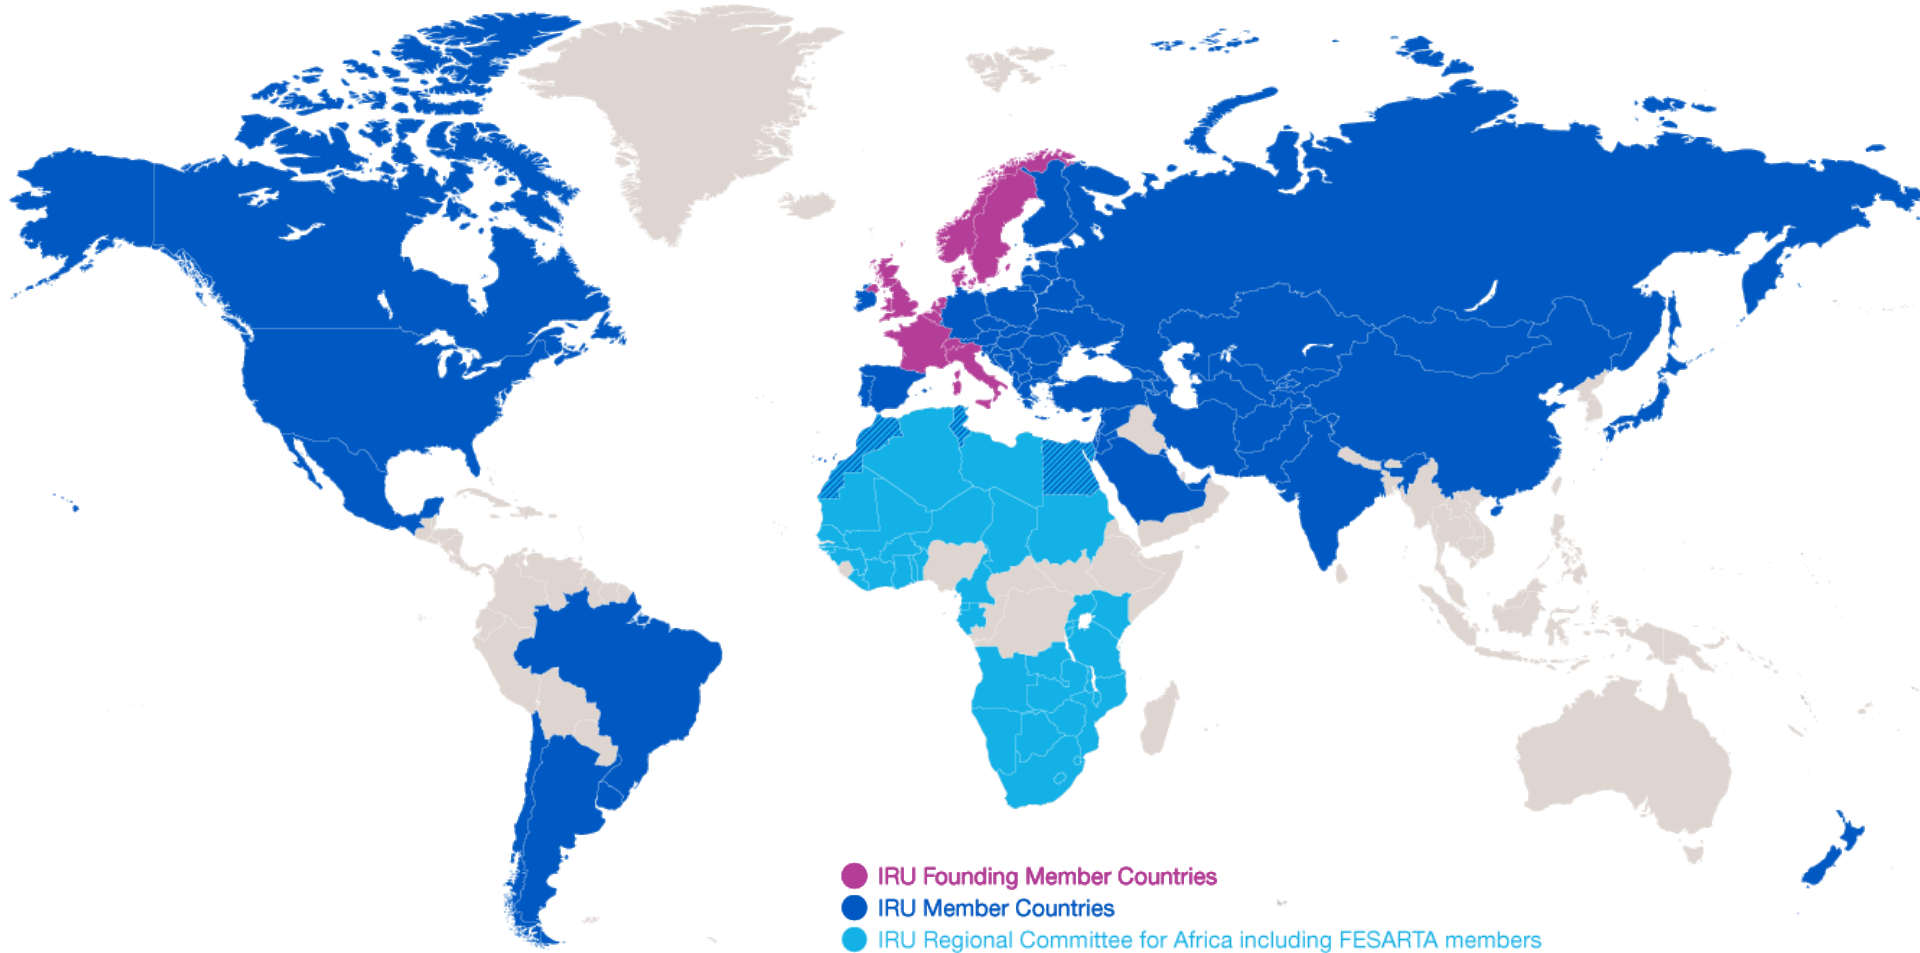 IRU Founding Member Countries
IRU Member Countries
IRU Regional Committee for Africa including FESARTA members